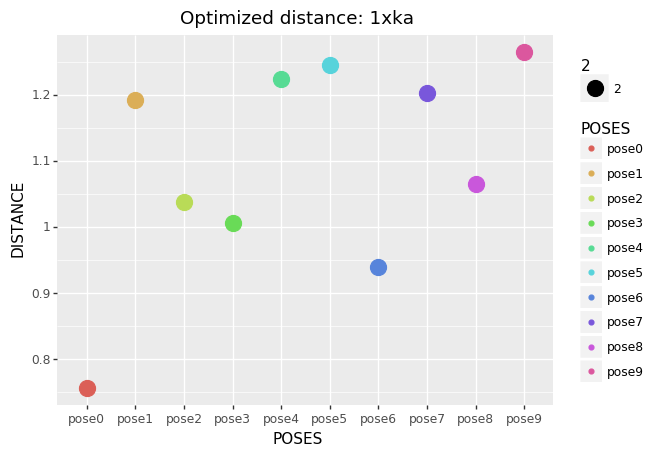 Optimized distance: 1xka
DISTANCE
1.2
1.1
1
0.9
0.8
pose0 pose1 pose2 pose3 pose4 pose5 pose6 pose7 pose8 pose9
POSES
2
2
POSES
pose0
pose1
pose2
pose3
pose4
pose5
pose6
pose7
pose8
pose9